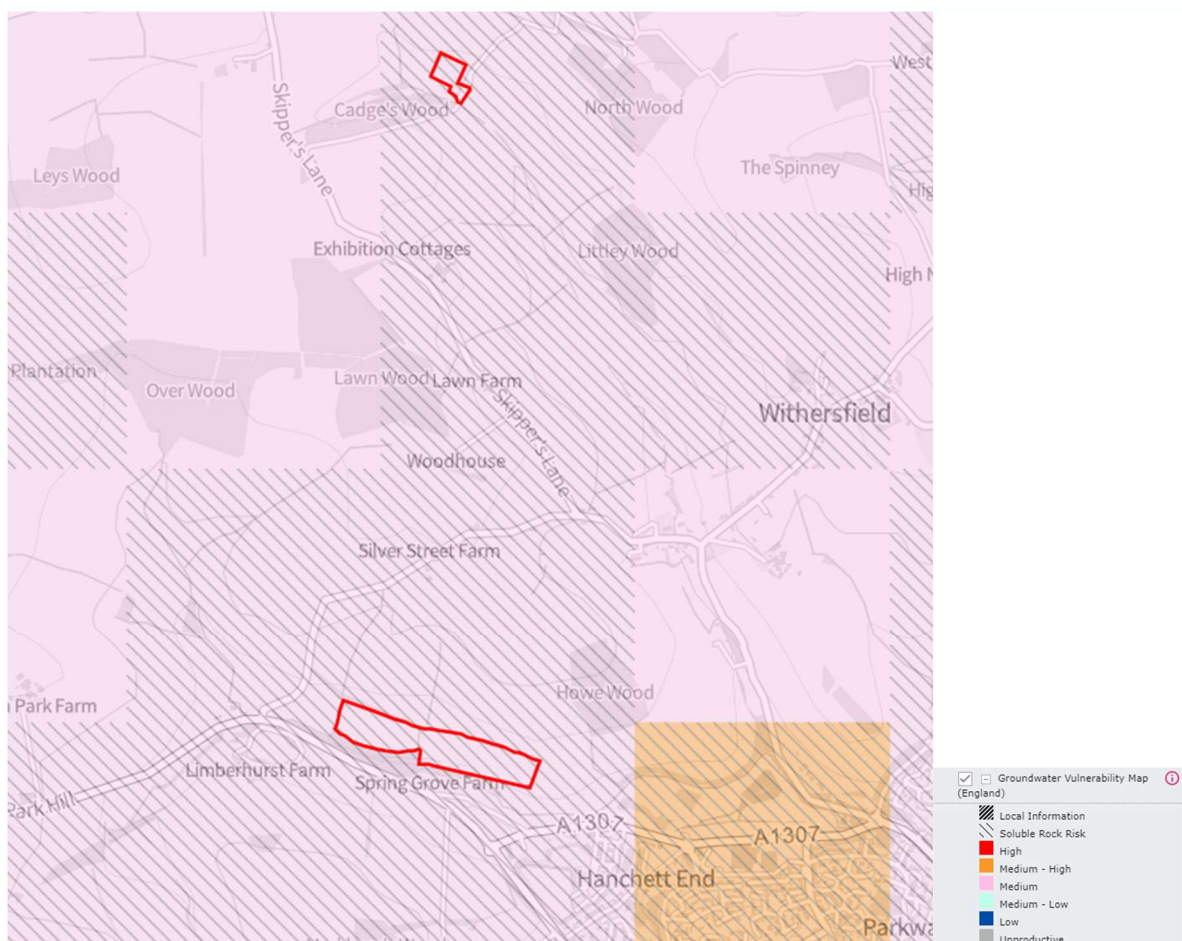 West
Skipper's Lane
Cadge's Wood
North Wood
Leys Wood
The Spinney
Hig
Exhibition Cottages
Littley Wood
High
Plantation
Over Wood
Lawn Wood
Lawn Farm
Skipper's Lane
Withersfield
Woodhouse
Silver Street Farm
Howe Wood
Park Farm
Limberhurst Farm
Spring Grove Farm
Park Hill
A1307
A1307
Hanchett End
Parkwa
Groundwater Vulnerability Map
(England)
Local Information
Soluble Rock Risk
High
Medium - High
Medium
Medium - Low
Low
Unproductive